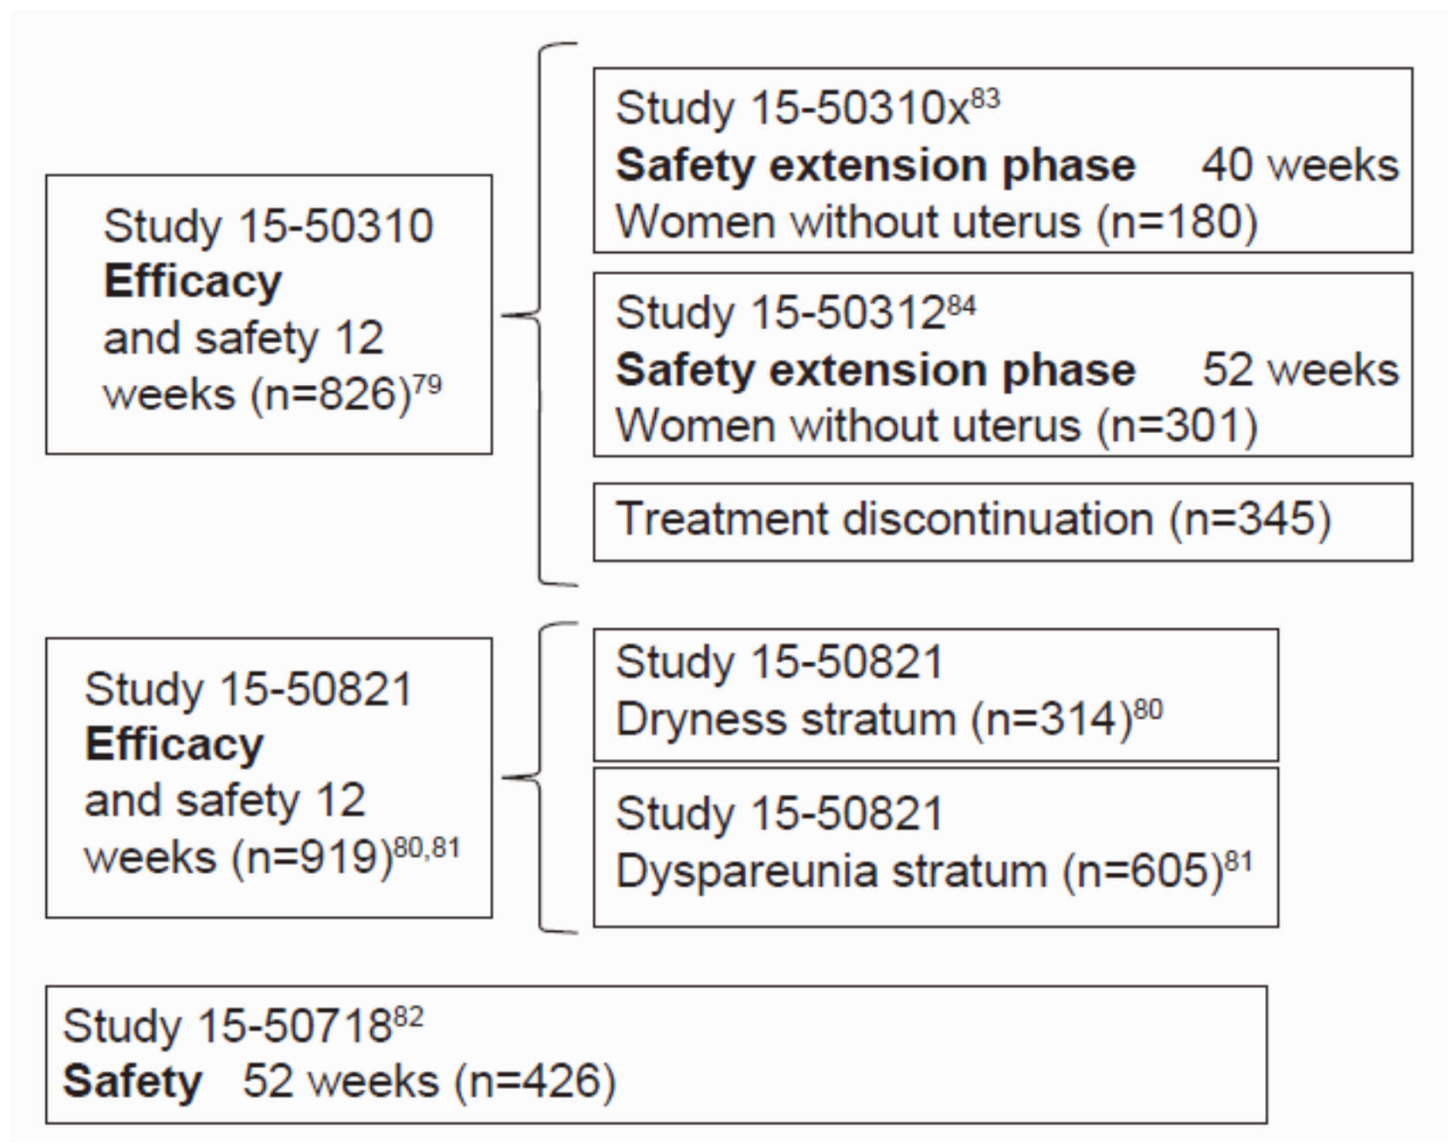 Study 15-50310
Efficacy
and safety 12
weeks (n=826)79
Study 15-50310x83
Safety extension phase 40 weeks
Women without uterus (n=180)
Study 15-5031284
Safety extension phase 52 weeks
Women without uterus (n=301)
Treatment discontinuation (n=345)
Study 15-50821
Efficacy
and safety 12
weeks (n=919)80,81
Study 15-50821
Dryness stratum (n=314)80
Study 15-50821
Dyspareunia stratum (n=605)81
Study 15-5071882
Safety 52 weeks (n=426)